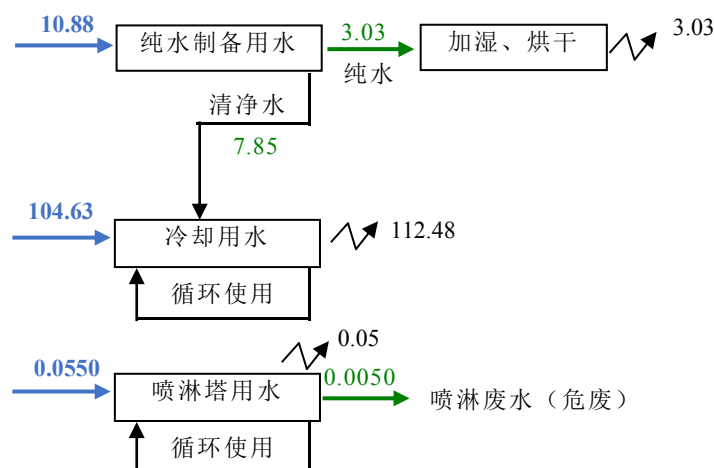 10.88
纯水制备用水
3.03
纯水
加湿、烘干
3.03
清净水
7.85
104.63
冷却用水
112.48
循环使用
0.05
0.0550
喷淋塔用水
0.0050
喷淋废水（危废）
循环使用